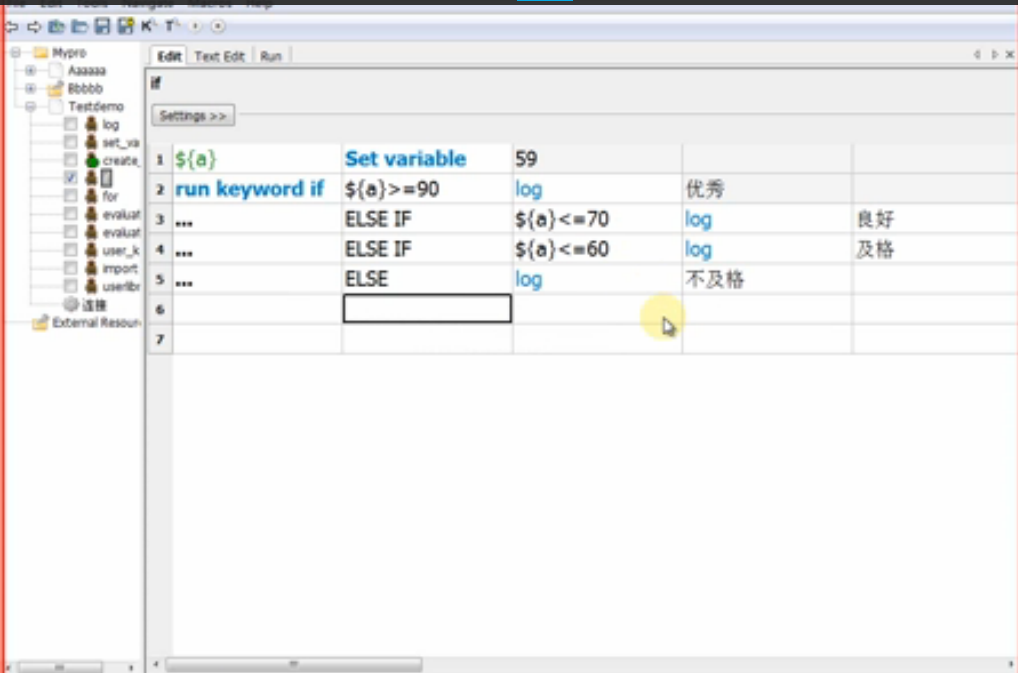 Edit Text Edit Run
if
Settings >>
Mypro
Aaaaaa
Bbbbb
Testdemo
log
set_va
create_
for
evaluat
evaluat
user_k
import
userlibr
连接
External Resour
1 ${a} Set variable 59
2 run keyword if ${a}>=90 log 优秀
3 ... ELSE IF ${a}<=70 log 良好
4 ... ELSE IF ${a}<=60 log 及格
5 ... ELSE log 不及格
6
7